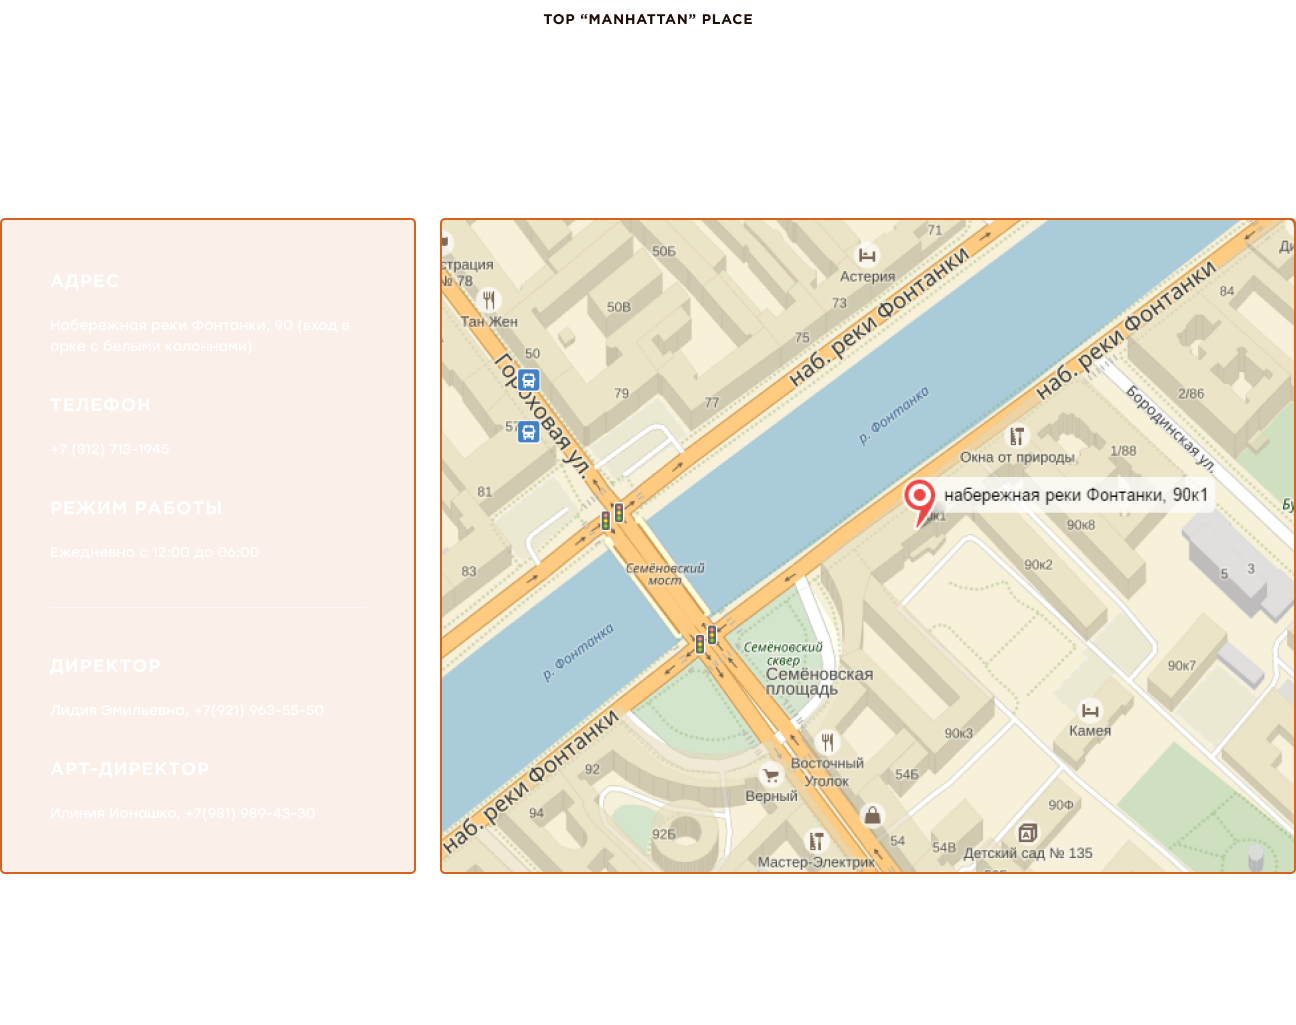 TOP “MANHATTAN” PLACE
АДРЕС
Набережная реки Фонтанки, 90 (вход в
арке с белыми колоннами)
ТЕЛЕФОН
+7 (812) 713-1945
РЕЖИМ РАБОТЫ
Ежедневно с 12:00 до 06:00
ДИРЕКТОР
Лидия Эмильевна, +7(921) 963-55-50
АРТ-ДИРЕКТОР
Илиния Ионашко, +7(981) 989-43-30
71
50Б
страция
№ 78
Астерия
наб. реки Фонтанки
Ди
84
73
50В
Тан Жен
75
наб. реки Фонтанки
50
Гороховая ул.
79
77
2/86
Бородинская ул.
57
р. Фонтанка
Окна от природы
1/88
81
набережная реки Фонтанки, 90к1
Бу
90к8
83
Семёновский
мост
90к2
5
3
р. Фонтанка
Семёновский
сквер
Семёновская
площадь
90к7
наб. реки Фонтанки
90к3
Камея
92
Восточный
Уголок
54Б
Верный
94
92Б
90Ф
54
54В
Мастер-Электрик
Детский сад № 135